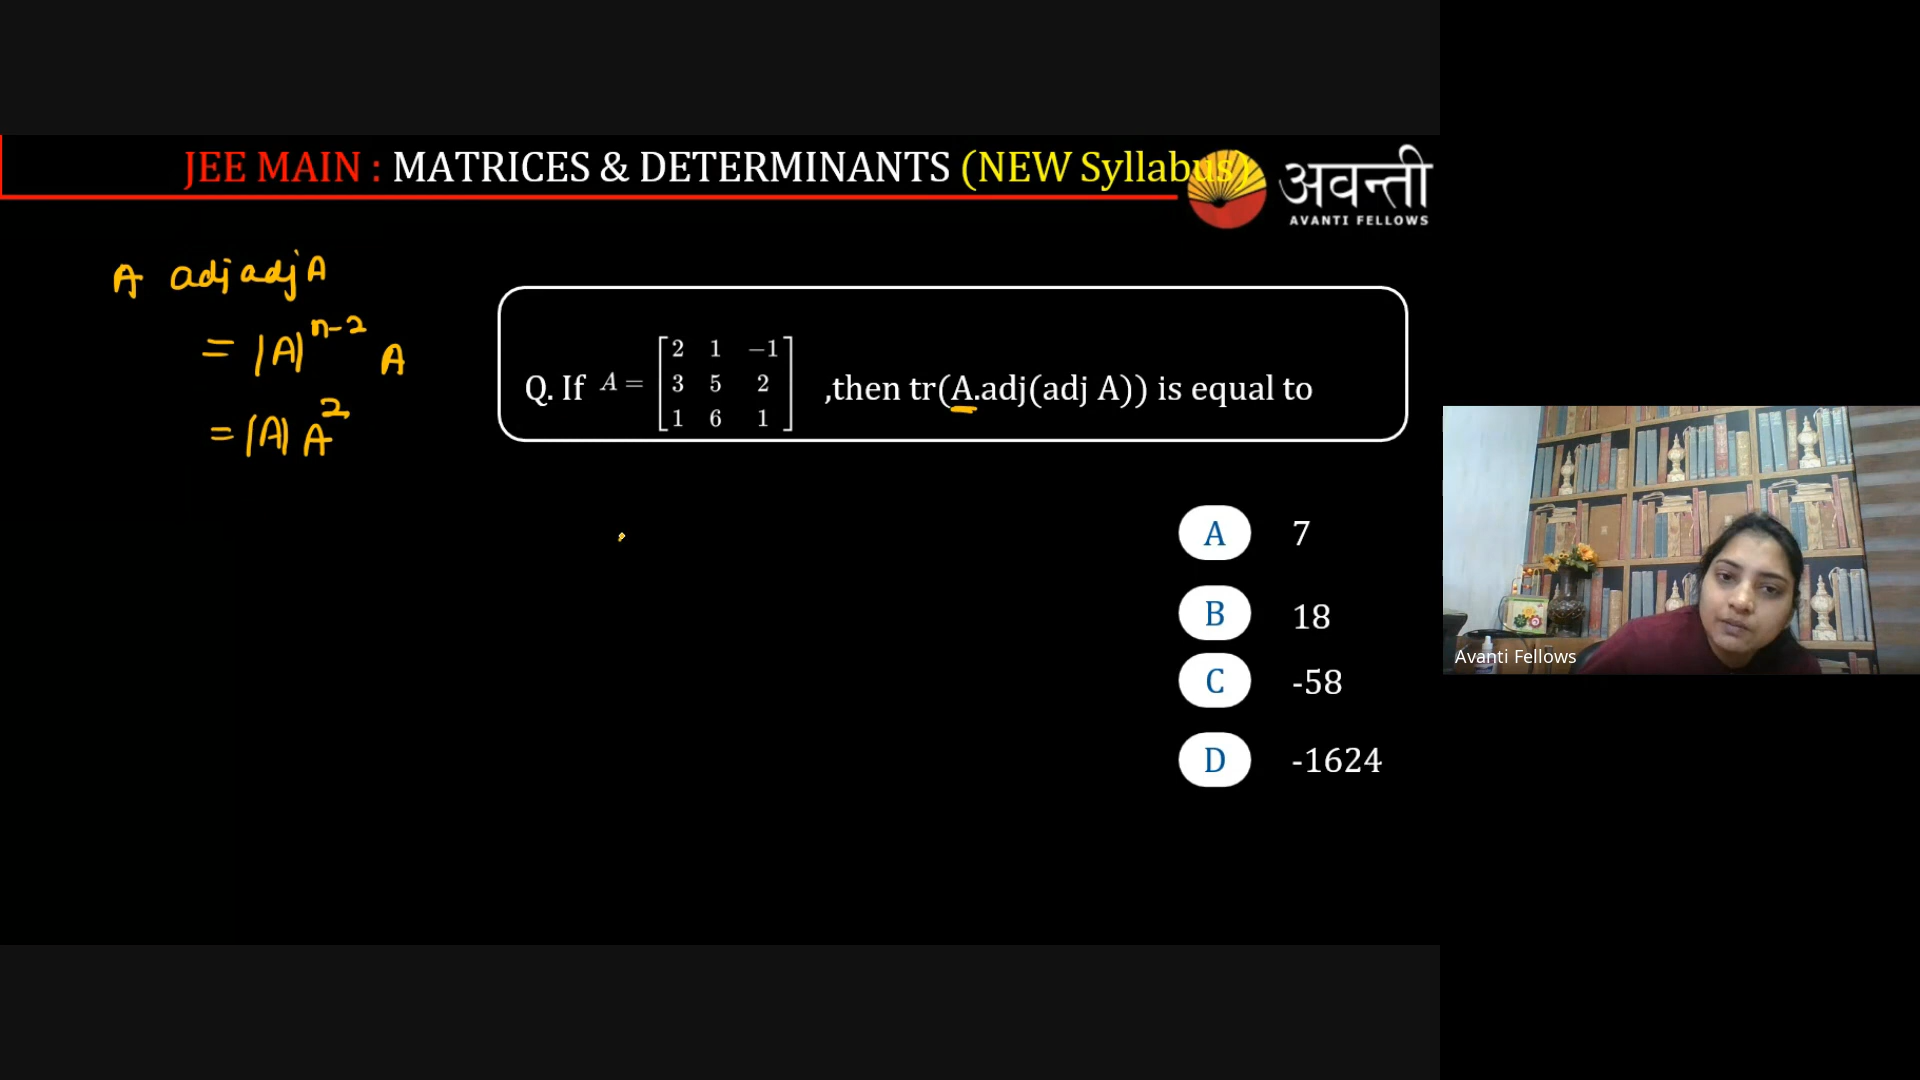 JEE MAIN : MATRICES & DETERMINANTS (NEW Syllabus)
अवन्ती
AVANTI FELLOWS
A adj adj A
= |A|^{n-2} A
= |A| A^2
Q. If A = [2 1 −1; 3 5 2; 1 6 1] ,then tr(A.adj(adj A)) is equal to
A 7
B 18
C -58
D -1624
Avanti Fellows